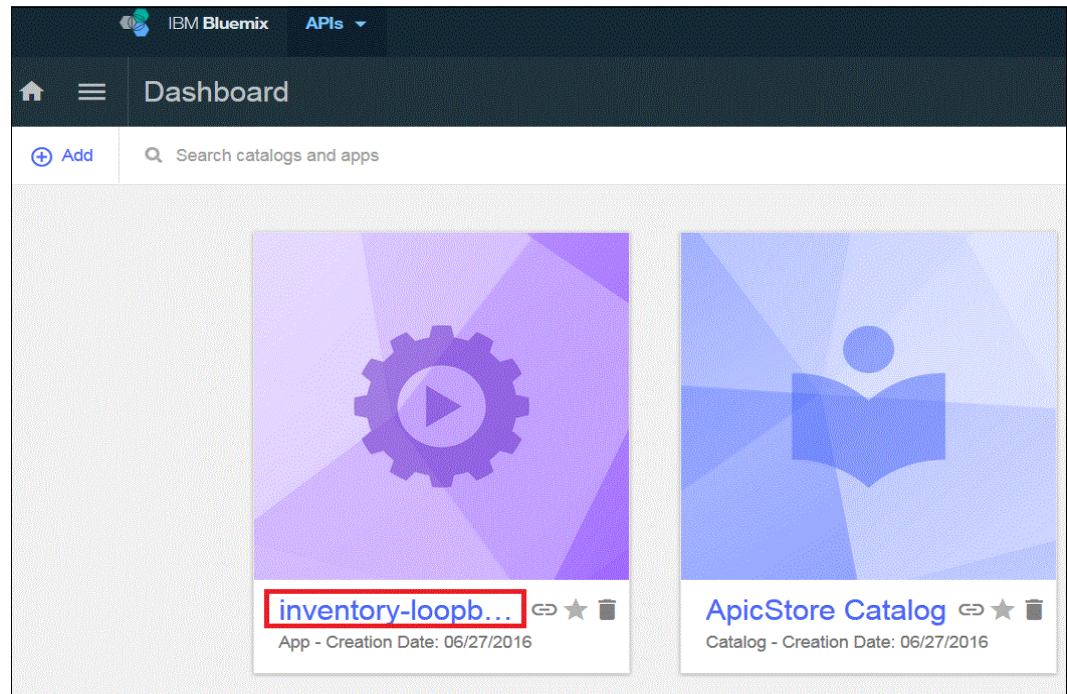 IBM Bluemix APIs
Dashboard
Add Search catalogs and apps
inventory-loopb... ApicStore Catalog
App - Creation Date: 06/27/2016 Catalog - Creation Date: 06/27/2016